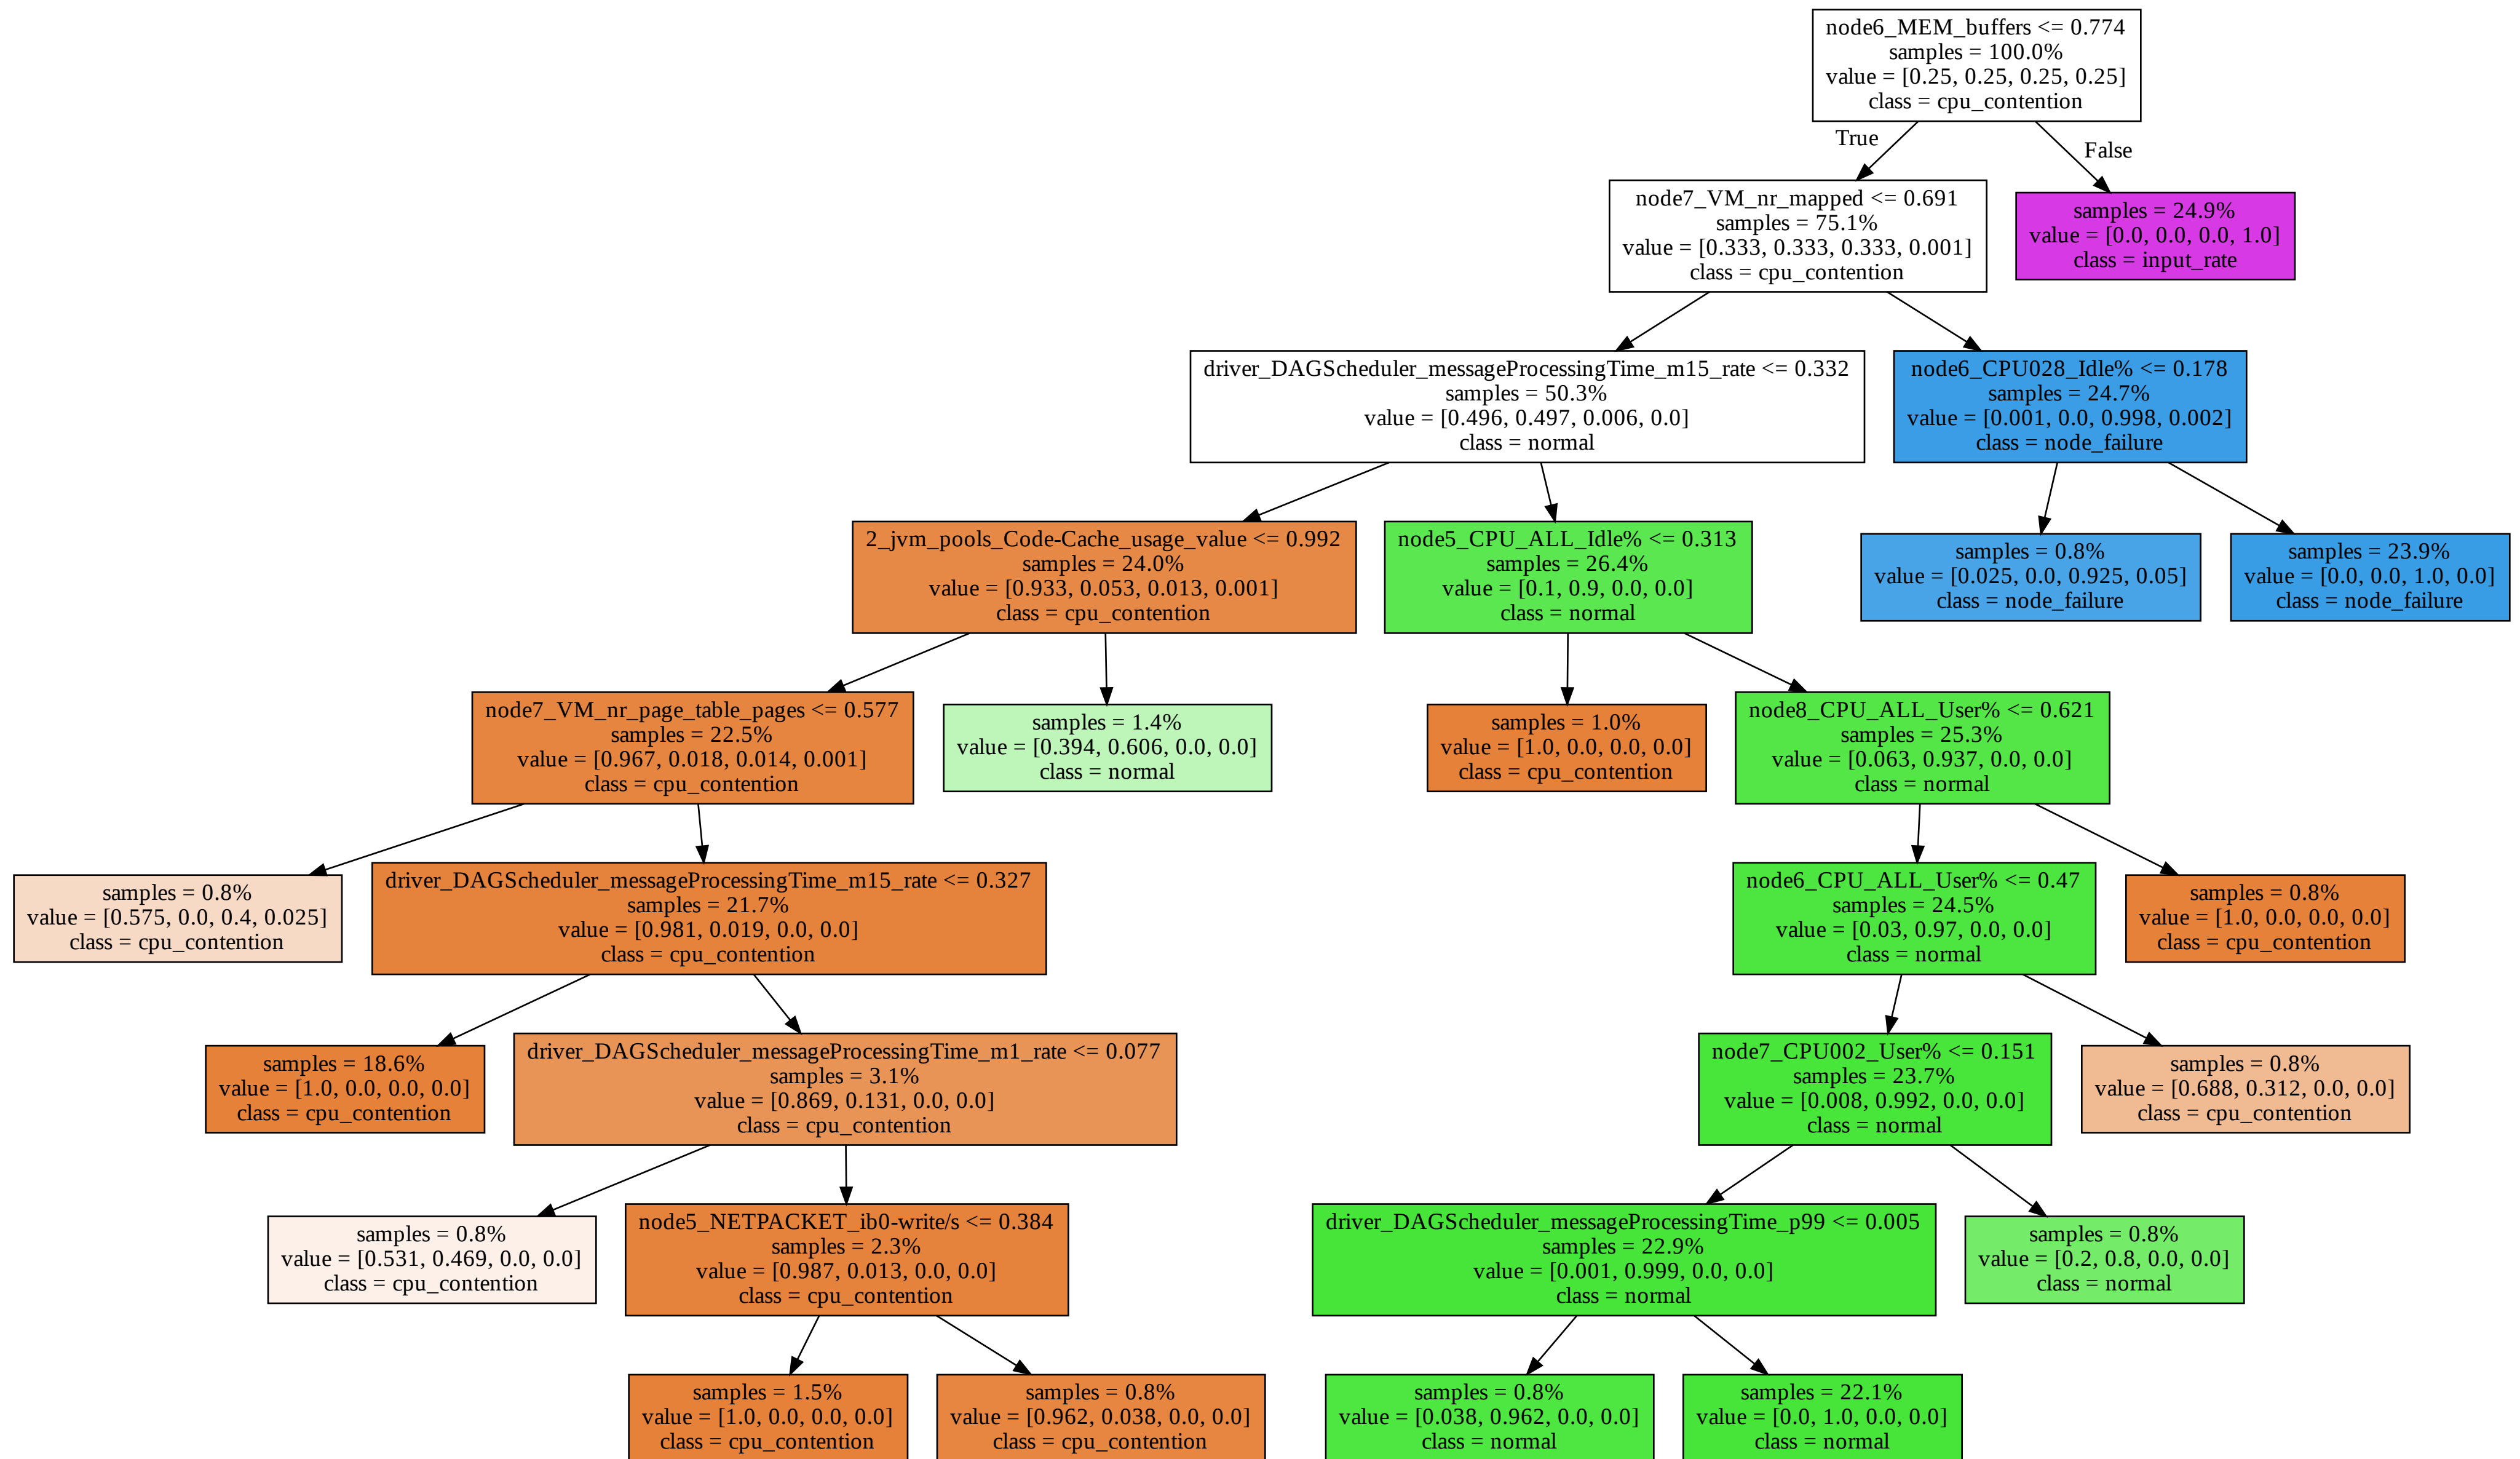 node6_MEM_buffers <= 0.774
samples = 100.0%
value = [0.25, 0.25, 0.25, 0.25]
class = cpu_contention
True
False
node7_VM_nr_mapped <= 0.691
samples = 75.1%
value = [0.333, 0.333, 0.333, 0.001]
class = cpu_contention
samples = 24.9%
value = [0.0, 0.0, 0.0, 1.0]
class = input_rate
driver_DAGScheduler_messageProcessingTime_m15_rate <= 0.332
samples = 50.3%
value = [0.496, 0.497, 0.006, 0.0]
class = normal
node6_CPU028_Idle% <= 0.178
samples = 24.7%
value = [0.001, 0.0, 0.998, 0.002]
class = node_failure
2_jvm_pools_Code-Cache_usage_value <= 0.992
samples = 24.0%
value = [0.933, 0.053, 0.013, 0.001]
class = cpu_contention
node5_CPU_ALL_Idle% <= 0.313
samples = 26.4%
value = [0.1, 0.9, 0.0, 0.0]
class = normal
samples = 0.8%
value = [0.025, 0.0, 0.925, 0.05]
class = node_failure
samples = 23.9%
value = [0.0, 0.0, 1.0, 0.0]
class = node_failure
node7_VM_nr_page_table_pages <= 0.577
samples = 22.5%
value = [0.967, 0.018, 0.014, 0.001]
class = cpu_contention
samples = 1.4%
value = [0.394, 0.606, 0.0, 0.0]
class = normal
samples = 1.0%
value = [1.0, 0.0, 0.0, 0.0]
class = cpu_contention
node8_CPU_ALL_User% <= 0.621
samples = 25.3%
value = [0.063, 0.937, 0.0, 0.0]
class = normal
samples = 0.8%
value = [0.575, 0.0, 0.4, 0.025]
class = cpu_contention
driver_DAGScheduler_messageProcessingTime_m15_rate <= 0.327
samples = 21.7%
value = [0.981, 0.019, 0.0, 0.0]
class = cpu_contention
node6_CPU_ALL_User% <= 0.47
samples = 24.5%
value = [0.03, 0.97, 0.0, 0.0]
class = normal
samples = 0.8%
value = [1.0, 0.0, 0.0, 0.0]
class = cpu_contention
samples = 18.6%
value = [1.0, 0.0, 0.0, 0.0]
class = cpu_contention
driver_DAGScheduler_messageProcessingTime_m1_rate <= 0.077
samples = 3.1%
value = [0.869, 0.131, 0.0, 0.0]
class = cpu_contention
node7_CPU002_User% <= 0.151
samples = 23.7%
value = [0.008, 0.992, 0.0, 0.0]
class = normal
samples = 0.8%
value = [0.688, 0.312, 0.0, 0.0]
class = cpu_contention
samples = 0.8%
value = [0.531, 0.469, 0.0, 0.0]
class = cpu_contention
node5_NETPACKET_ib0-write/s <= 0.384
samples = 2.3%
value = [0.987, 0.013, 0.0, 0.0]
class = cpu_contention
driver_DAGScheduler_messageProcessingTime_p99 <= 0.005
samples = 22.9%
value = [0.001, 0.999, 0.0, 0.0]
class = normal
samples = 0.8%
value = [0.2, 0.8, 0.0, 0.0]
class = normal
samples = 1.5%
value = [1.0, 0.0, 0.0, 0.0]
class = cpu_contention
samples = 0.8%
value = [0.962, 0.038, 0.0, 0.0]
class = cpu_contention
samples = 0.8%
value = [0.038, 0.962, 0.0, 0.0]
class = normal
samples = 22.1%
value = [0.0, 1.0, 0.0, 0.0]
class = normal